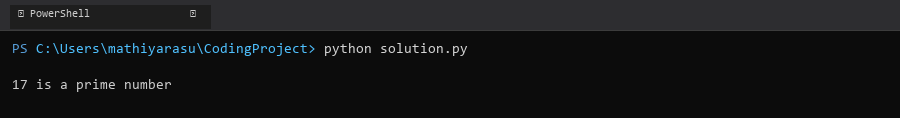 PowerShell
PS C:\Users\mathiyarasu\CodingProject> python solution.py
17 is a prime number